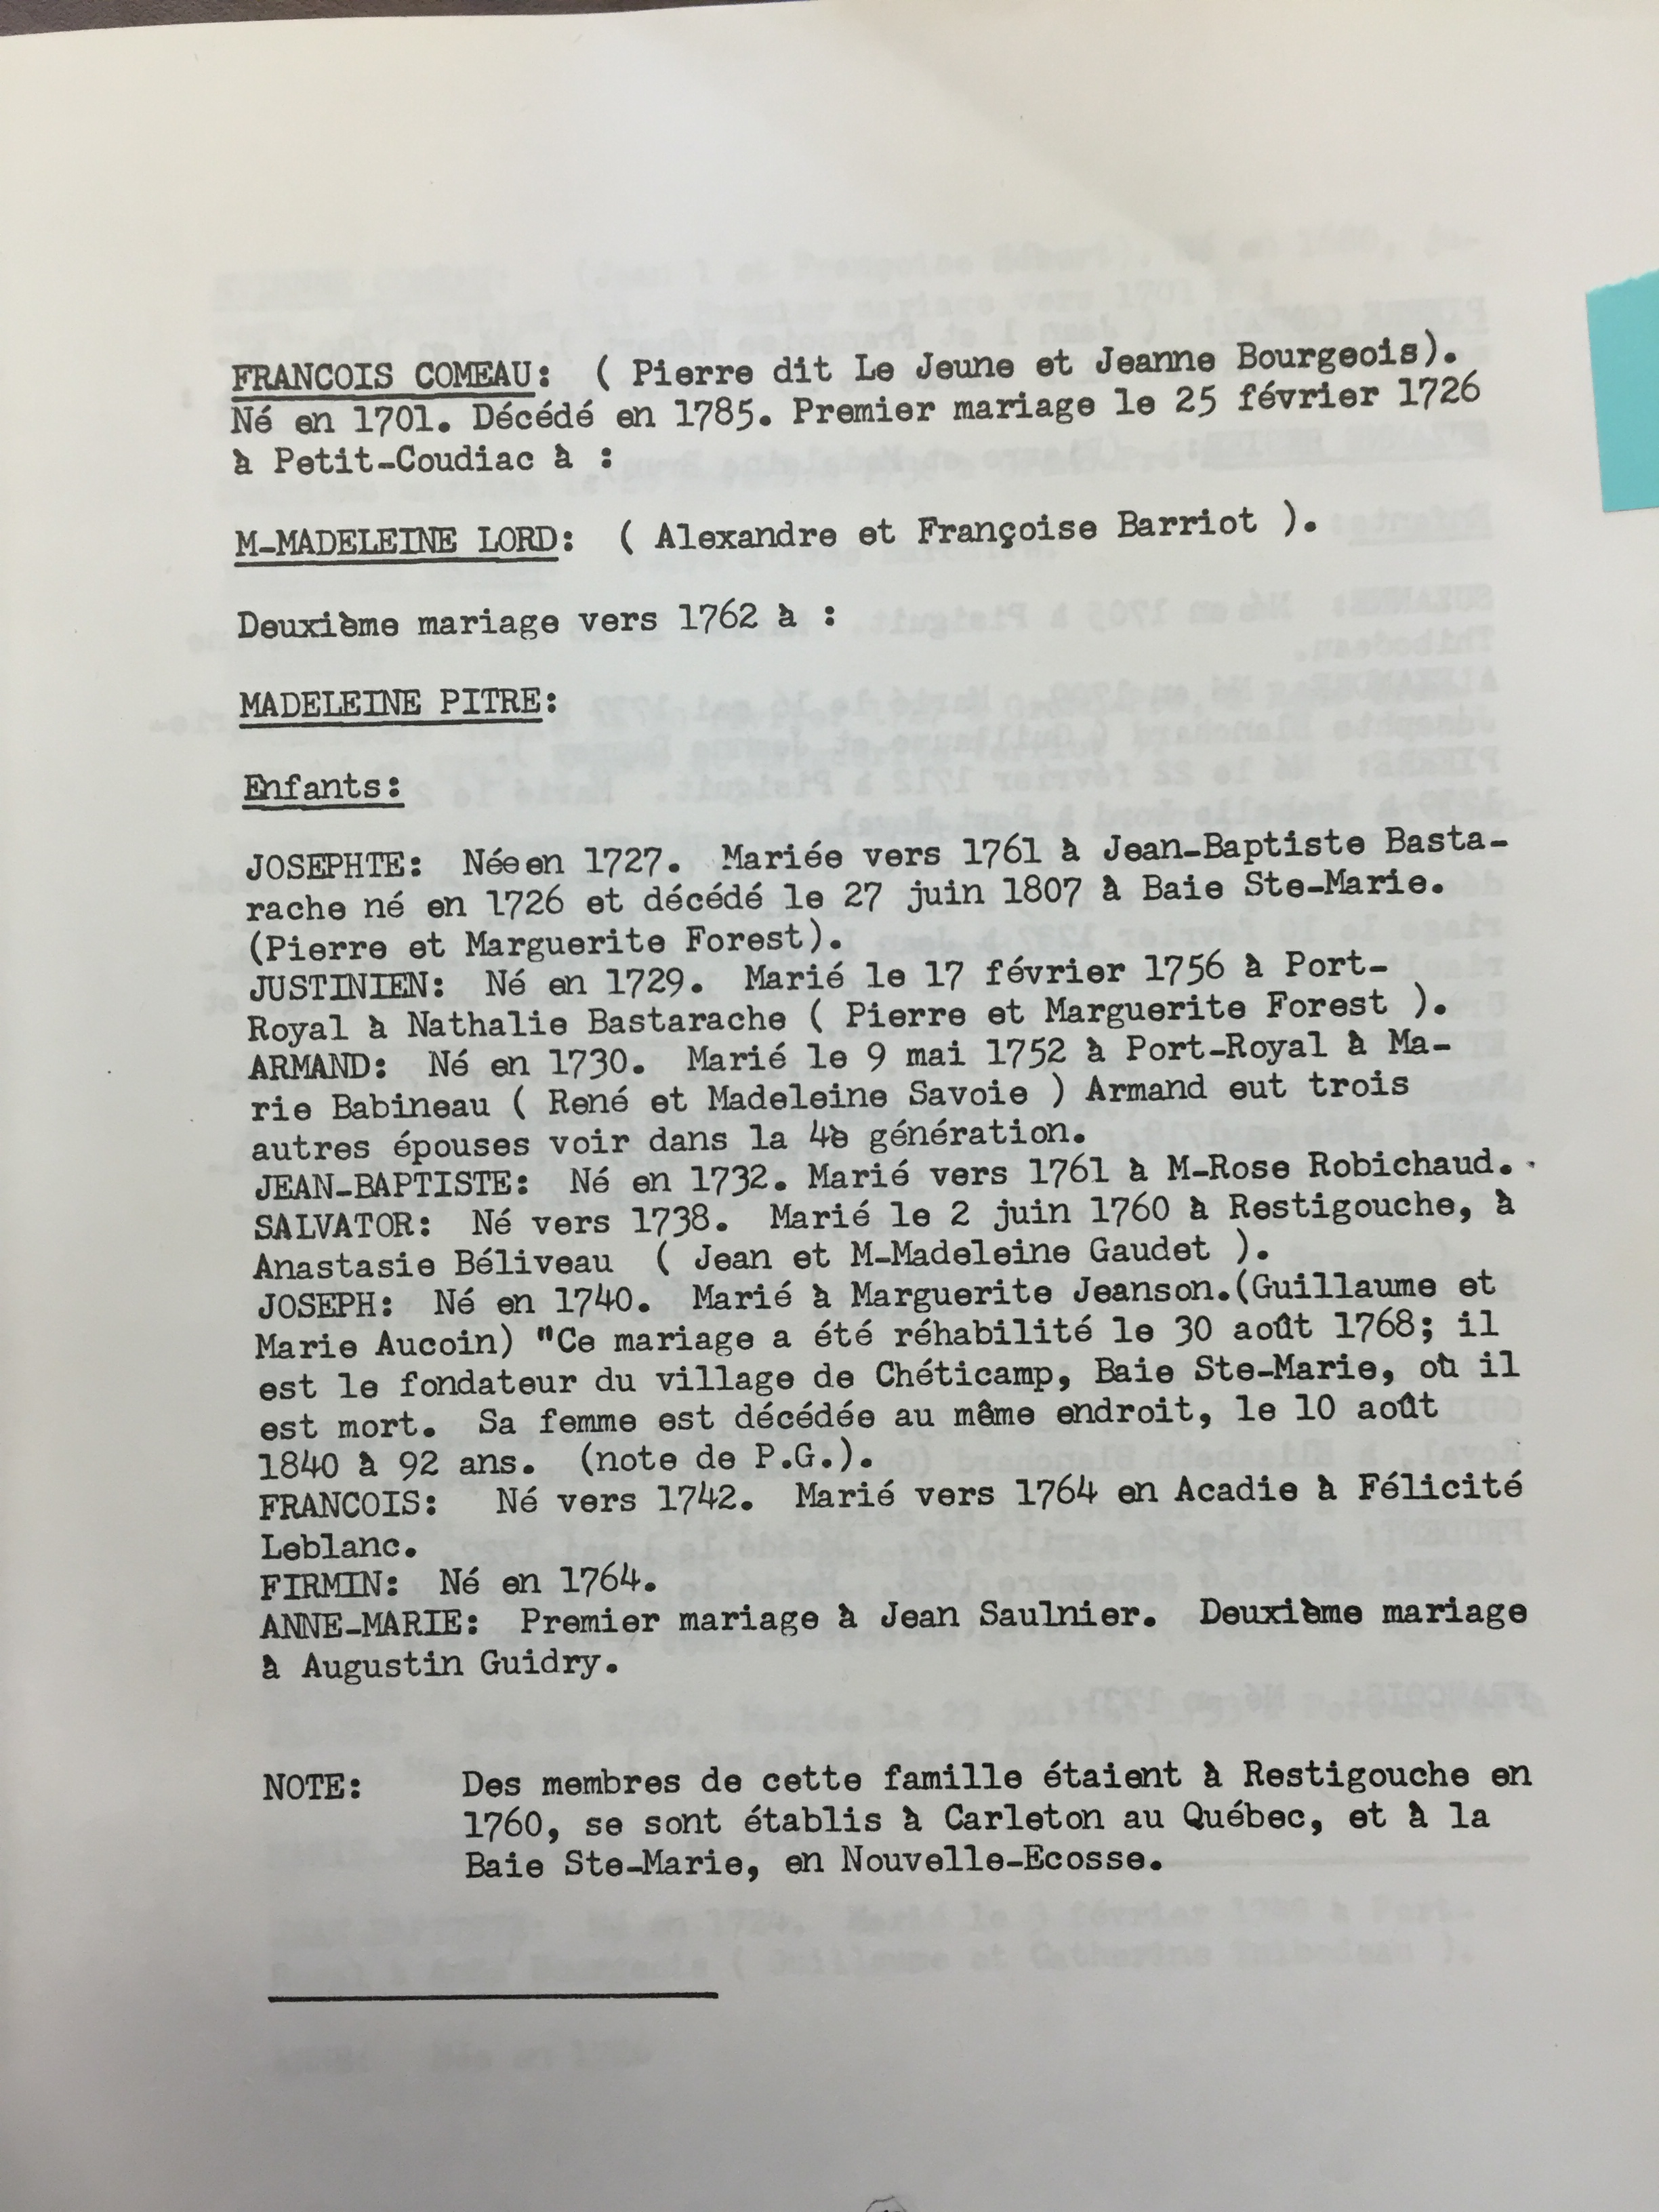 FRANCOIS COMEAU: ( Pierre dit Le Jeune et Jeanne Bourgeois).
Né en 1701. Décédé en 1785. Premier mariage le 25 février 1726
à Petit-Coudiac à :
M-MADELEINE LORD: ( Alexandre et Françoise Barriot ).
Deuxième mariage vers 1762 à :
MADELEINE PITRE:
Enfants:
JOSEPHTE: Née en 1727. Mariée vers 1761 à Jean-Baptiste Basta-
rache né en 1726 et décédé le 27 juin 1807 à Baie Ste-Marie.
(Pierre et Marguerite Forest).
JUSTINIEN: Né en 1729. Marié le 17 février 1756 à Port-
Royal à Nathalie Bastarache ( Pierre et Marguerite Forest ).
ARMAND: Né en 1730. Marié le 9 mai 1752 à Port-Royal à Ma-
rie Babineau ( René et Madeleine Savoie ) Armand eut trois
autres épouses voir dans la 4è génération.
JEAN-BAPTISTE: Né en 1732. Marié vers 1761 à M-Rose Robichaud.
SALVATOR: Né vers 1738. Marié le 2 juin 1760 à Restigouche, à
Anastasie Béliveau ( Jean et M-Madeleine Gaudet ).
JOSEPH: Né en 1740. Marié à Marguerite Jeanson.(Guillaume et
Marie Aucoin) "Ce mariage a été réhabilité le 30 août 1768; il
est le fondateur du village de Chéticamp, Baie Ste-Marie, où il
est mort. Sa femme est décédée au même endroit, le 10 août
1840 à 92 ans. (note de P.G.).
FRANCOIS: Né vers 1742. Marié vers 1764 en Acadie à Félicité
Leblanc.
FIRMIN: Né en 1764.
ANNE-MARIE: Premier mariage à Jean Saulnier. Deuxième mariage
à Augustin Guidry.
NOTE: Des membres de cette famille étaient à Restigouche en
1760, se sont établis à Carleton au Québec, et à la
Baie Ste-Marie, en Nouvelle-Ecosse.